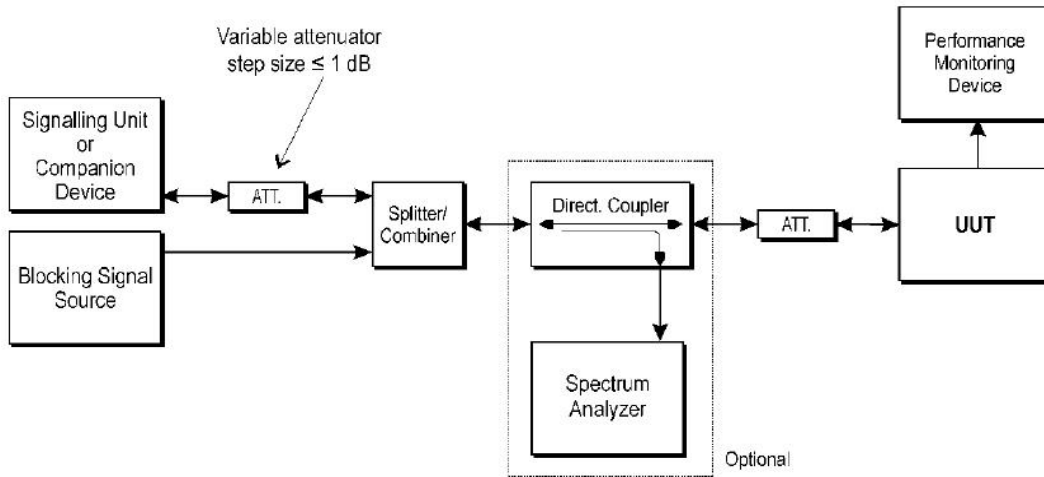 Variable attenuator
step size ≤ 1 dB
Signalling Unit
or
Companion
Device
ATT.
Splitter/
Combiner
Blocking Signal
Source
Direct. Coupler
Spectrum
Analyzer
Optional
ATT.
Performance
Monitoring
Device
UUT